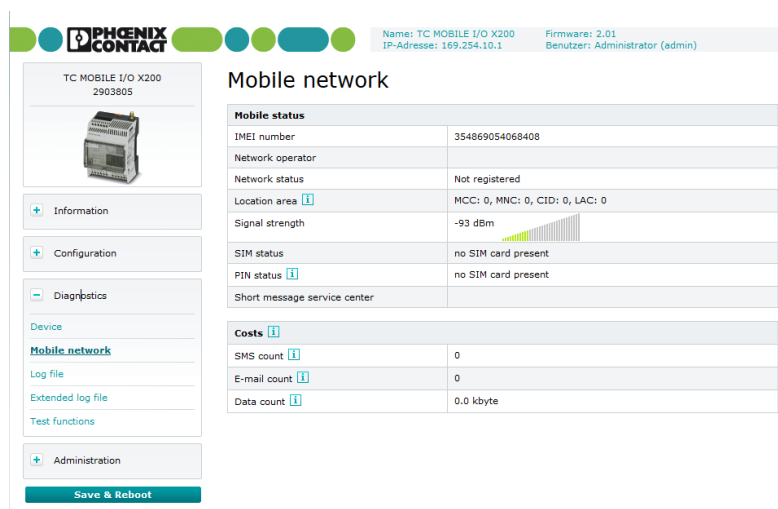 PHŒNIX
CONTACT
Name: TC MOBILE I/O X200 Firmware: 2.01
IP-Adresse: 169.254.10.1 Benutzer: Administrator (admin)
TC MOBILE I/O X200
2903805
+ Information
+ Configuration
− Diagnostics
Device
Mobile network
Log file
Extended log file
Test functions
+ Administration
Save & Reboot
Mobile network
Mobile status
IMEI number 354869054068408
Network operator
Network status Not registered
Location area i MCC: 0, MNC: 0, CID: 0, LAC: 0
Signal strength -93 dBm
SIM status no SIM card present
PIN status i no SIM card present
Short message service center
Costs i
SMS count i 0
E-mail count i 0
Data count i 0.0 kbyte